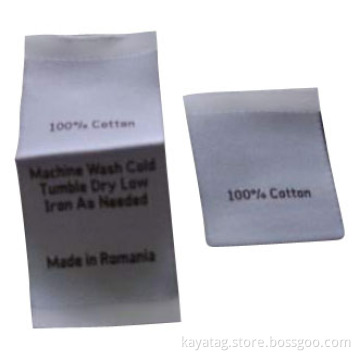 100% Cotton
Machine Wash Cold
Tumble Dry Low
Iron As Needed
Made in Romania
100% Cotton
kayatag.store.bossgoo.com